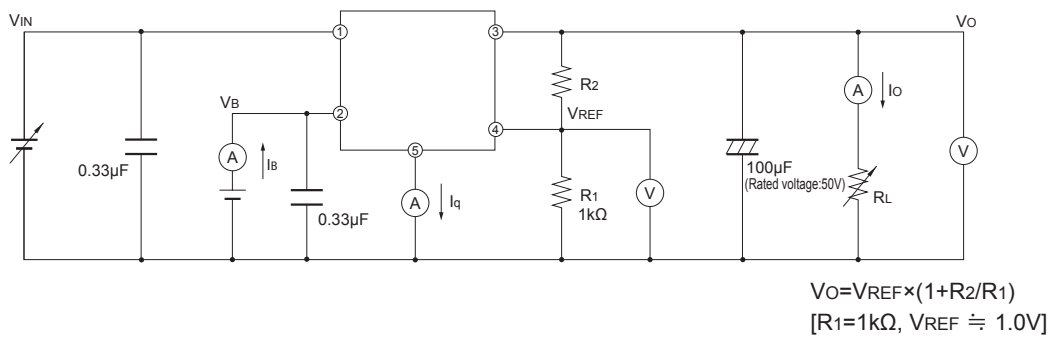 VIN
1
3
VO
R2
A
IO
VB
2
VREF
4
5
A
IB
0.33µF
A
Iq
R1
1kΩ
V
100µF
(Rated voltage:50V)
RL
V
0.33µF
VO=VREF×(1+R2/R1)
[R1=1kΩ, VREF ≒ 1.0V]